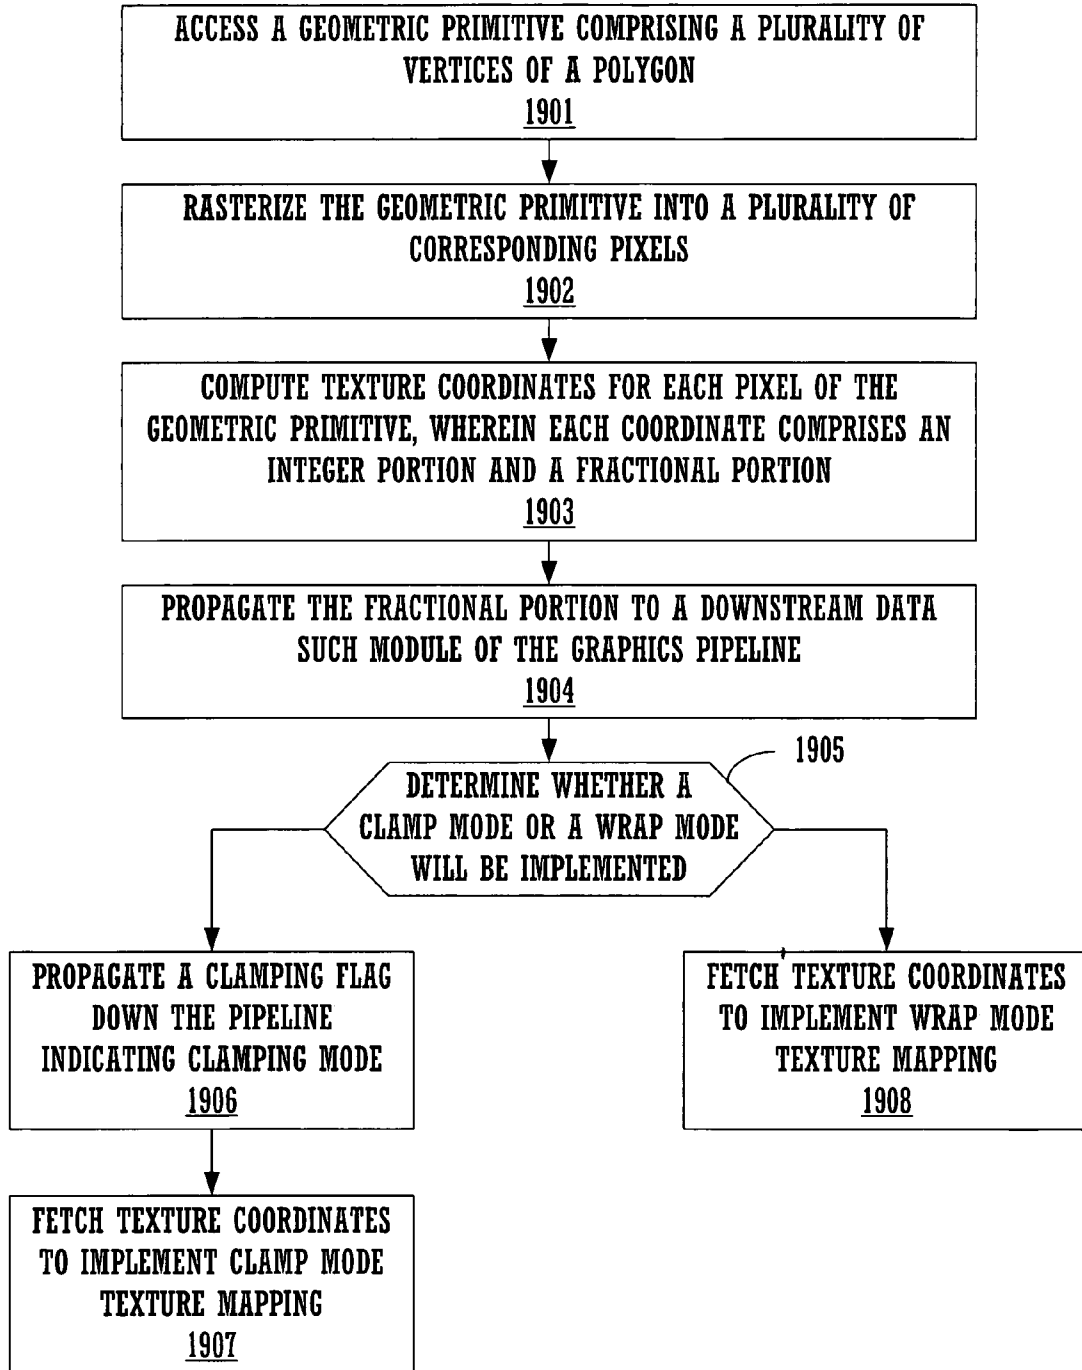 ACCESS A GEOMETRIC PRIMITIVE COMPRISING A PLURALITY OF
VERTICES OF A POLYGON
1901
RASTERIZE THE GEOMETRIC PRIMITIVE INTO A PLURALITY OF
CORRESPONDING PIXELS
1902
COMPUTE TEXTURE COORDINATES FOR EACH PIXEL OF THE
GEOMETRIC PRIMITIVE, WHEREIN EACH COORDINATE COMPRISES AN
INTEGER PORTION AND A FRACTIONAL PORTION
1903
PROPAGATE THE FRACTIONAL PORTION TO A DOWNSTREAM DATA
SUCH MODULE OF THE GRAPHICS PIPELINE
1904
1905
DETERMINE WHETHER A
CLAMP MODE OR A WRAP MODE
WILL BE IMPLEMENTED
PROPAGATE A CLAMPING FLAG
DOWN THE PIPELINE
INDICATING CLAMPING MODE
1906
FETCH TEXTURE COORDINATES
TO IMPLEMENT WRAP MODE
TEXTURE MAPPING
1908
FETCH TEXTURE COORDINATES
TO IMPLEMENT CLAMP MODE
TEXTURE MAPPING
1907